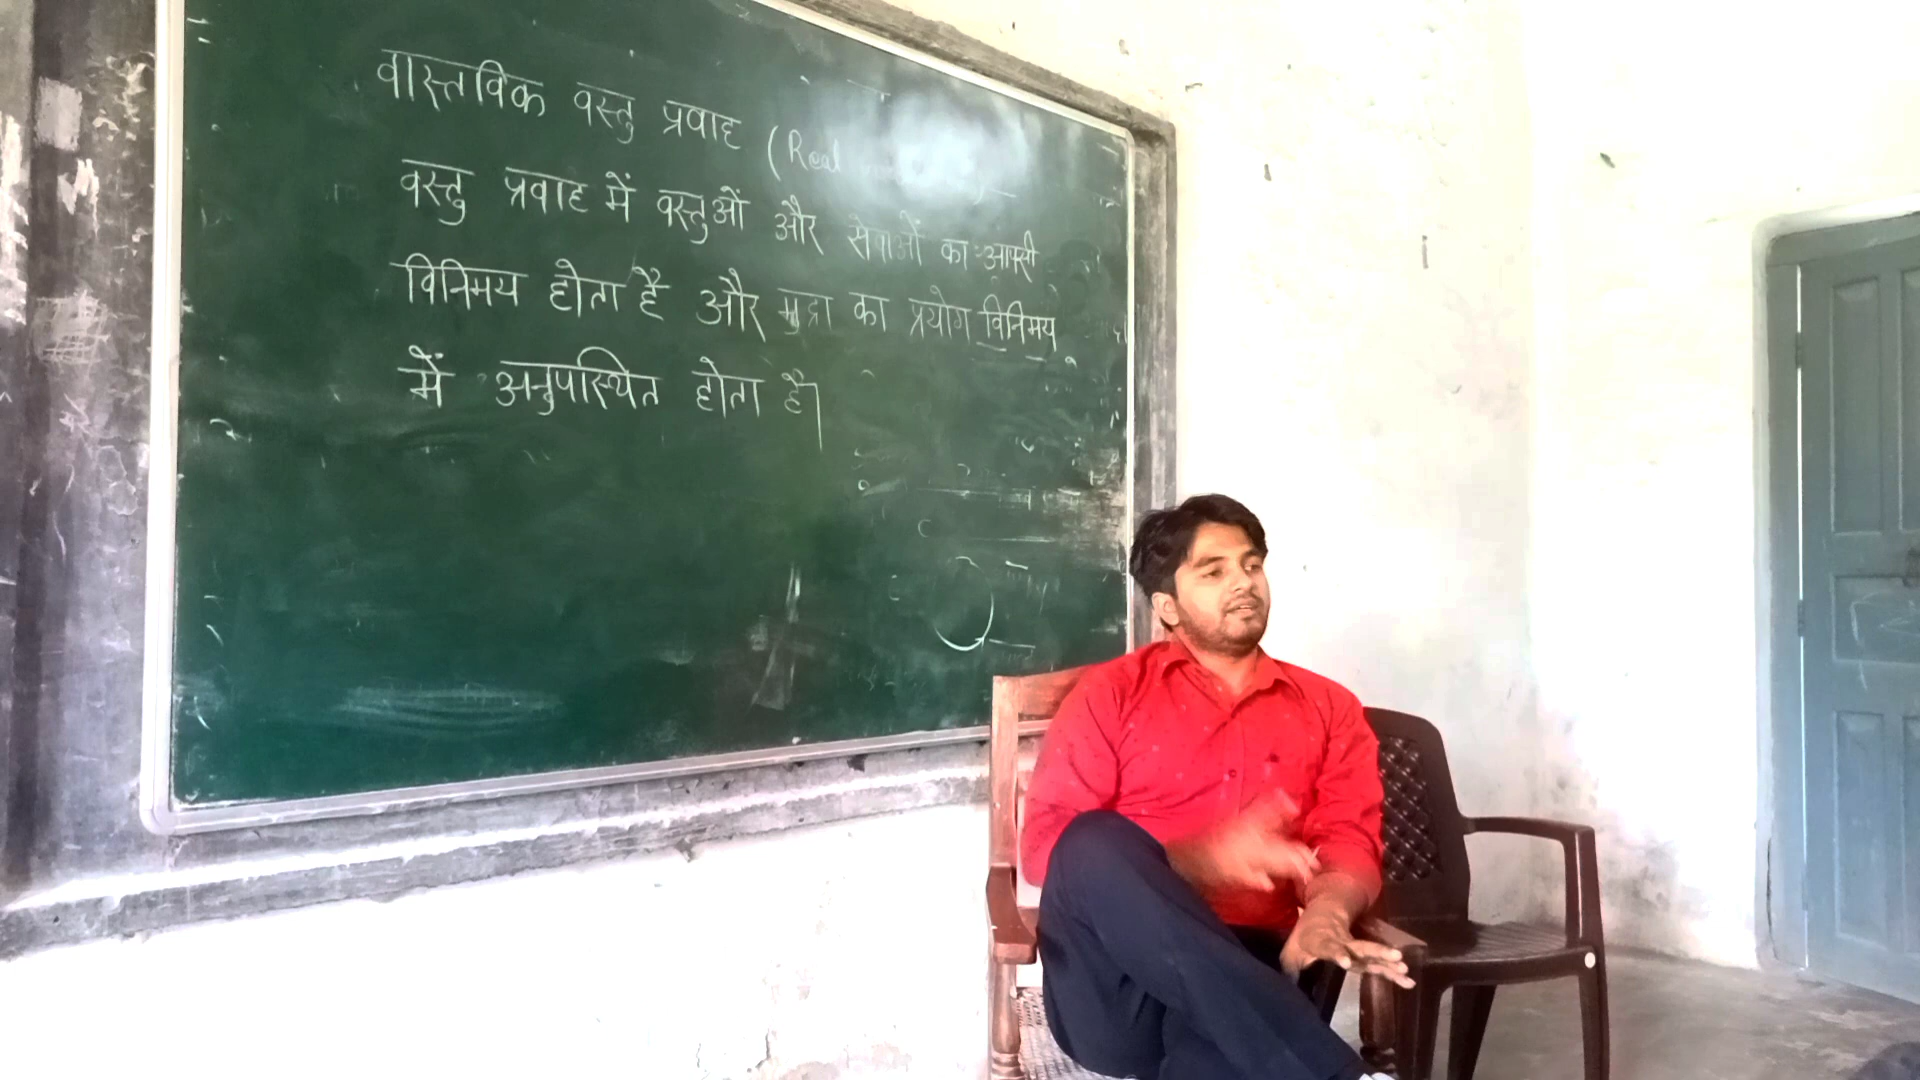 वास्तविक वस्तु प्रवाह (Real
वस्तु प्रवाह में वस्तुओं और सेवाओं का आपसी
विनिमय होता है और मुद्रा का प्रयोग विनिमय
में अनुपस्थित होता है।